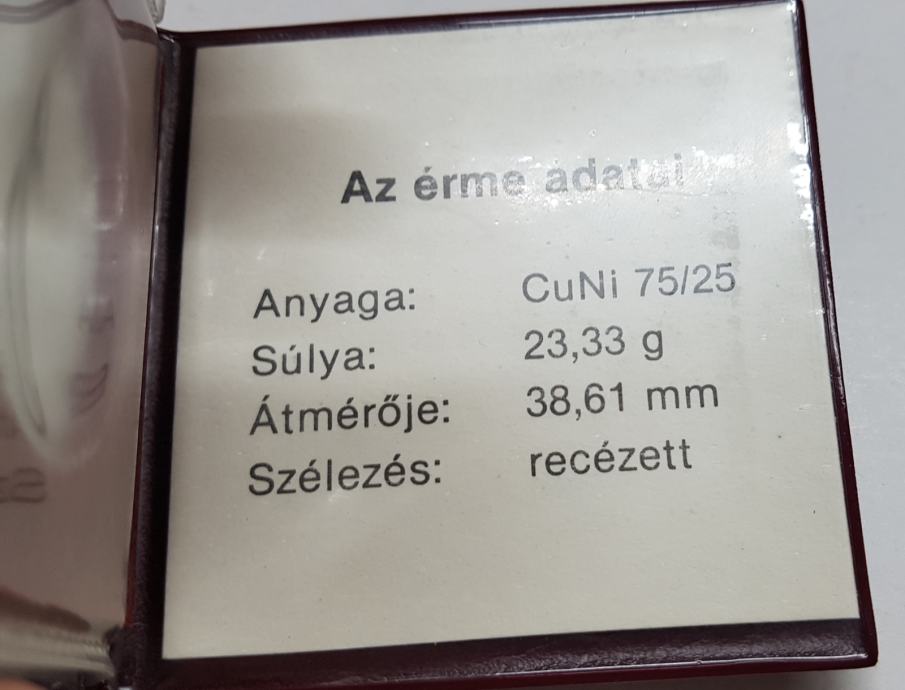 Az érme adatai
Anyaga: CuNi 75/25
Súlya: 23,33 g
Átmérője: 38,61 mm
Szélezés: recézett